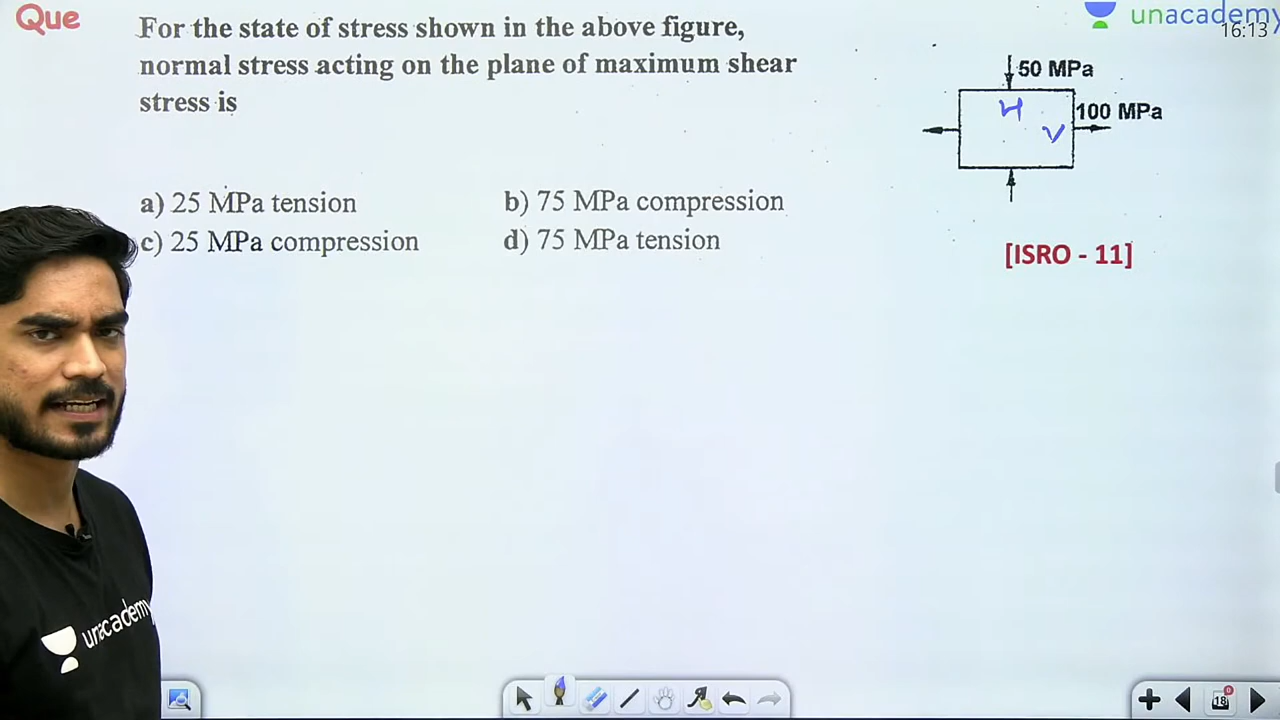 Que
For the state of stress shown in the above figure,
normal stress acting on the plane of maximum shear
stress is
unacademy
16:13
50 MPa
H
100 MPa
V
a) 25 MPa tension
b) 75 MPa compression
c) 25 MPa compression
d) 75 MPa tension
[ISRO - 11]
unacademy
18
0